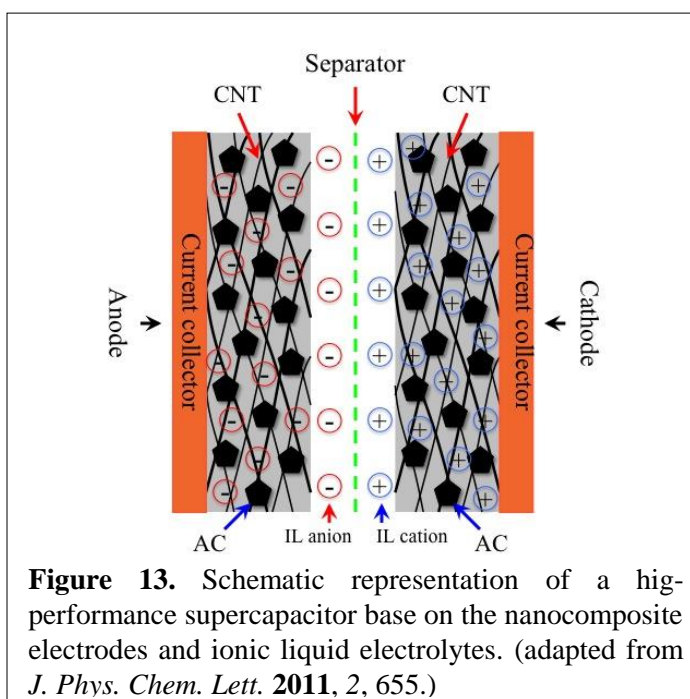 Separator
CNT
CNT
Anode
Current collector
Current collector
Cathode
AC
IL anion
IL cation
AC
Figure 13. Schematic representation of a hig-
performance supercapacitor base on the nanocomposite
electrodes and ionic liquid electrolytes. (adapted from
J. Phys. Chem. Lett. 2011, 2, 655.)